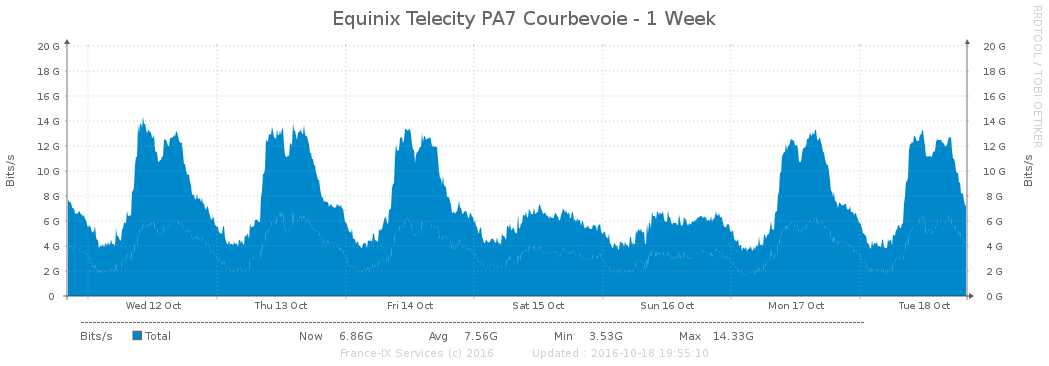 Equinix Telecity PA7 Courbevoie - 1 Week
RRDTOOL / TOBI OETIKER
Bits/s
Bits/s
20 G 20 G
18 G 18 G
16 G 16 G
14 G 14 G
12 G 12 G
10 G 10 G
8 G 8 G
6 G 6 G
4 G 4 G
2 G 2 G
0 0 G
Wed 12 Oct Thu 13 Oct Fri 14 Oct Sat 15 Oct Sun 16 Oct Mon 17 Oct Tue 18 Oct
Bits/s Total Now 6.86G Avg 7.56G Min 3.53G Max 14.33G
France-IX Services (c) 2016 Updated : 2016-10-18 19:55:10